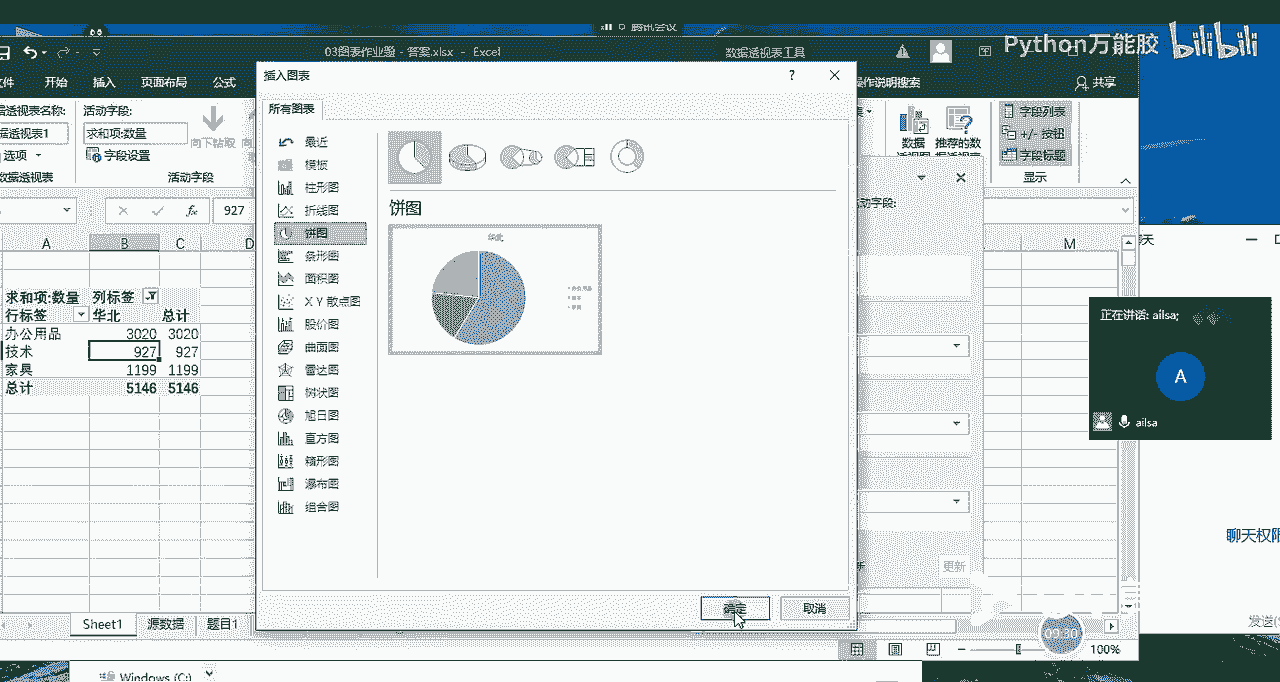 腾讯会议
Python万能胶 bilibili
03图表作业题 - 答案.xlsx - Excel
数据透视表工具
开始 插入 页面布局 公式
操作说明搜索
共享
插入图表
?
所有图表
最近
模板
柱形图
折线图
饼图
条形图
面积图
X Y 散点图
股价图
曲面图
雷达图
树状图
旭日图
直方图
箱形图
瀑布图
组合图
饼图
华北
确定
取消
据透视表名称:
活动字段:
据透视表1
求和项:数量
向下钻取
选项
字段设置
数据透视表
活动字段
927
A B C D
求和项:数量 列标签
行标签 华北 总计
办公用品 3020 3020
技术 927 927
家具 1199 1199
总计 5146 5146
Sheet1 源数据 题目1
数据
推荐的数
字段列表
+/- 按钮
字段标题
显示
动字段:
M
更新
天
正在讲话: ailsa;
A
ailsa
聊天权限
发送(S
09:30
100%
Windows (C:)